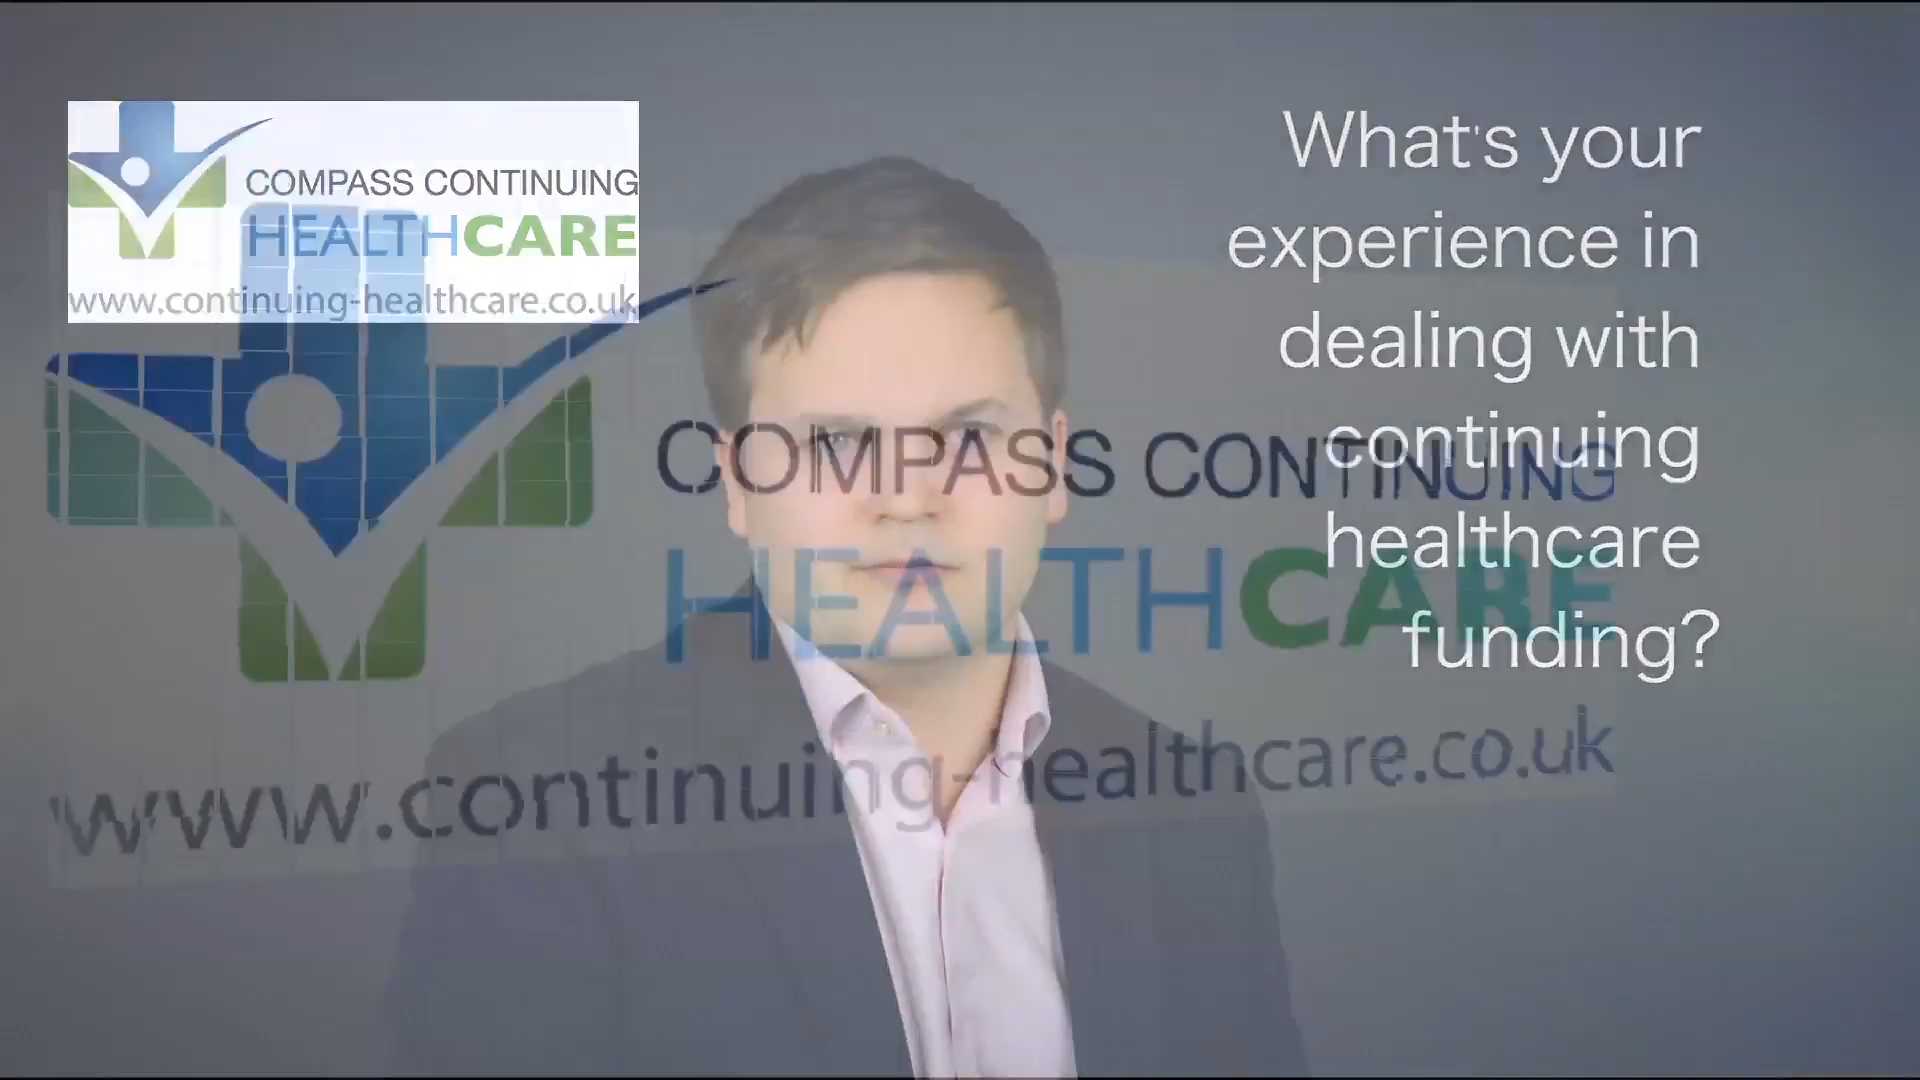 COMPASS CONTINUING
HEALTHCARE
www.continuing-healthcare.co.uk
What's your
experience in
dealing with
continuing
healthcare
funding?
COMPASS CONTINUING
HEALTHCARE
www.continuing-healthcare.co.uk